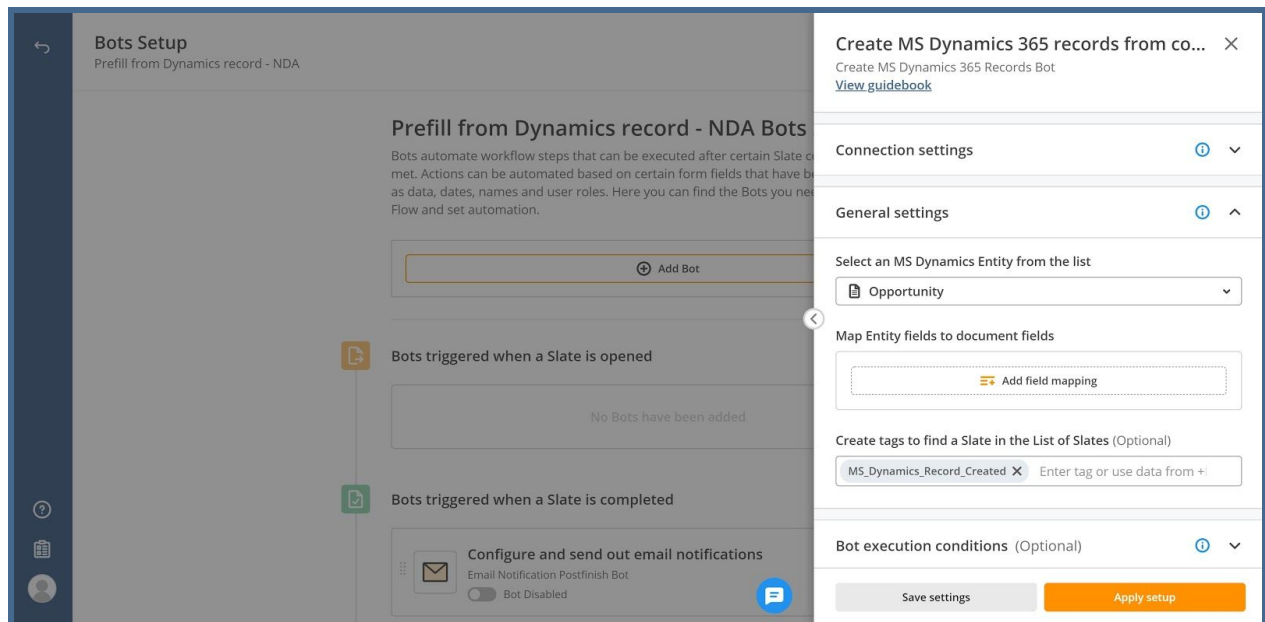 Bots Setup
Prefill from Dynamics record - NDA
Prefill from Dynamics record - NDA Bots
Bots automate workflow steps that can be executed after certain Slate
met. Actions can be automated based on certain form fields that have
as data, dates, names and user roles. Here you can find the Bots you
Flow and set automation.
Add Bot
Bots triggered when a Slate is opened
No Bots have been added
Bots triggered when a Slate is completed
Configure and send out email notifications
Email Notification Postfinish Bot
Bot Disabled
Create MS Dynamics 365 records from co...
Create MS Dynamics 365 Records Bot
View guidebook
Connection settings
General settings
Select an MS Dynamics Entity from the list
Opportunity
Map Entity fields to document fields
Add field mapping
Create tags to find a Slate in the List of Slates (Optional)
MS_Dynamics_Record_Created Enter tag or use data from +
Bot execution conditions (Optional)
Save settings
Apply setup